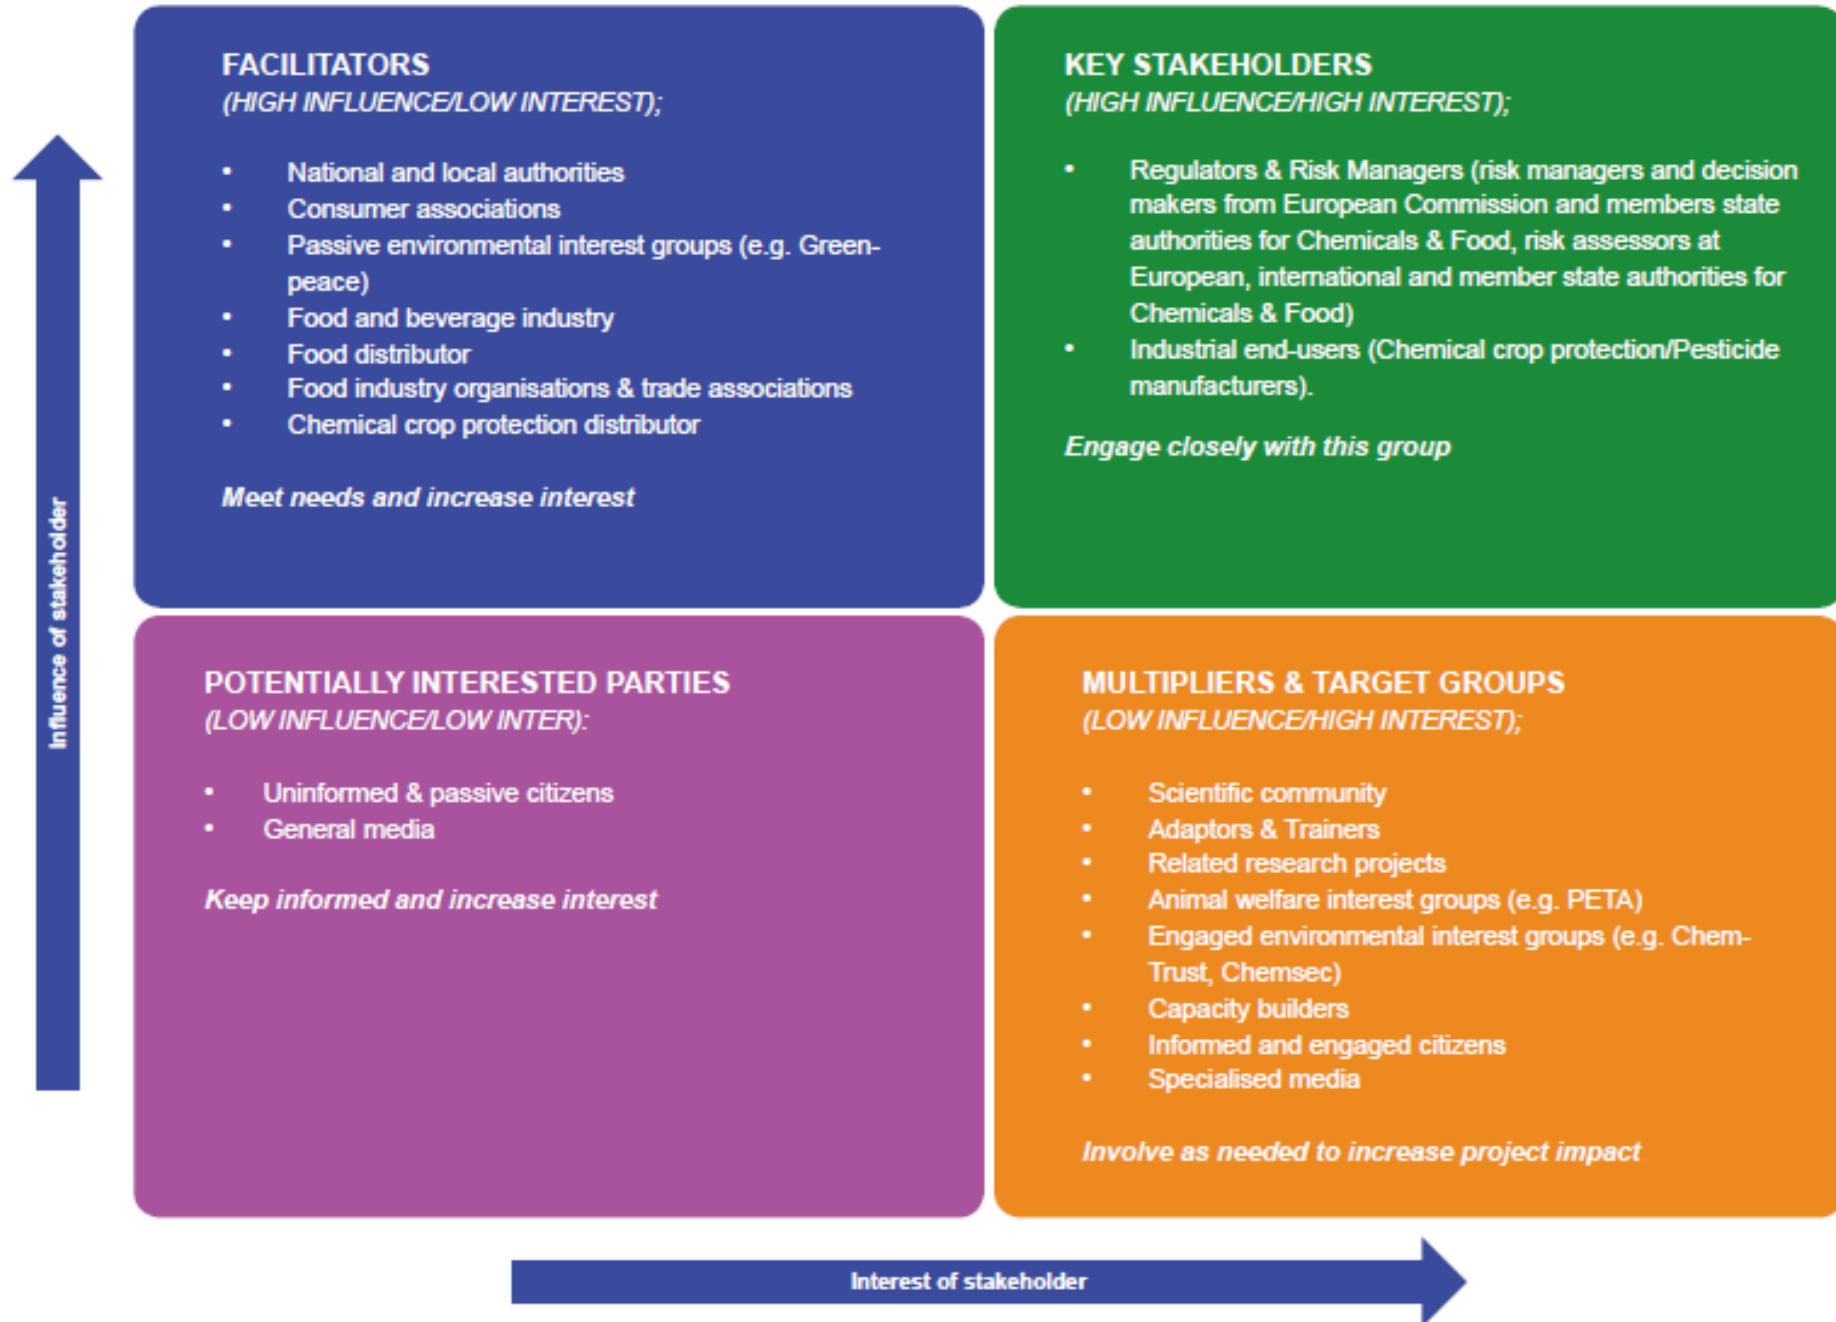 FACILITATORS
(HIGH INFLUENCE/LOW INTEREST);
• National and local authorities
• Consumer associations
• Passive environmental interest groups (e.g. Green-
peace)
• Food and beverage industry
• Food distributor
• Food industry organisations & trade associations
• Chemical crop protection distributor
Meet needs and increase interest
KEY STAKEHOLDERS
(HIGH INFLUENCE/HIGH INTEREST);
• Regulators & Risk Managers (risk managers and decision
makers from European Commission and members state
authorities for Chemicals & Food, risk assessors at
European, international and member state authorities for
Chemicals & Food)
• Industrial end-users (Chemical crop protection/Pesticide
manufacturers).
Engage closely with this group
Influence of stakeholder
POTENTIALLY INTERESTED PARTIES
(LOW INFLUENCE/LOW INTER):
• Uninformed & passive citizens
• General media
Keep informed and increase interest
MULTIPLIERS & TARGET GROUPS
(LOW INFLUENCE/HIGH INTEREST);
• Scientific community
• Adaptors & Trainers
• Related research projects
• Animal welfare interest groups (e.g. PETA)
• Engaged environmental interest groups (e.g. Chem-
Trust, Chemsec)
• Capacity builders
• Informed and engaged citizens
• Specialised media
Involve as needed to increase project impact
Interest of stakeholder